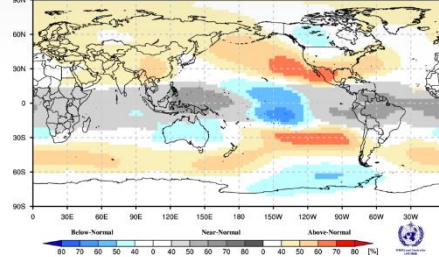 90N
60N
30N
0
30S
60S
90S
0 30E 60E 90E 120E 150E 180 150W 120W 90W 60W 30W
Below-Normal Near-Normal Above-Normal
80 70 60 50 40 0 40 50 60 70 80 0 40 50 60 70 80 [%]